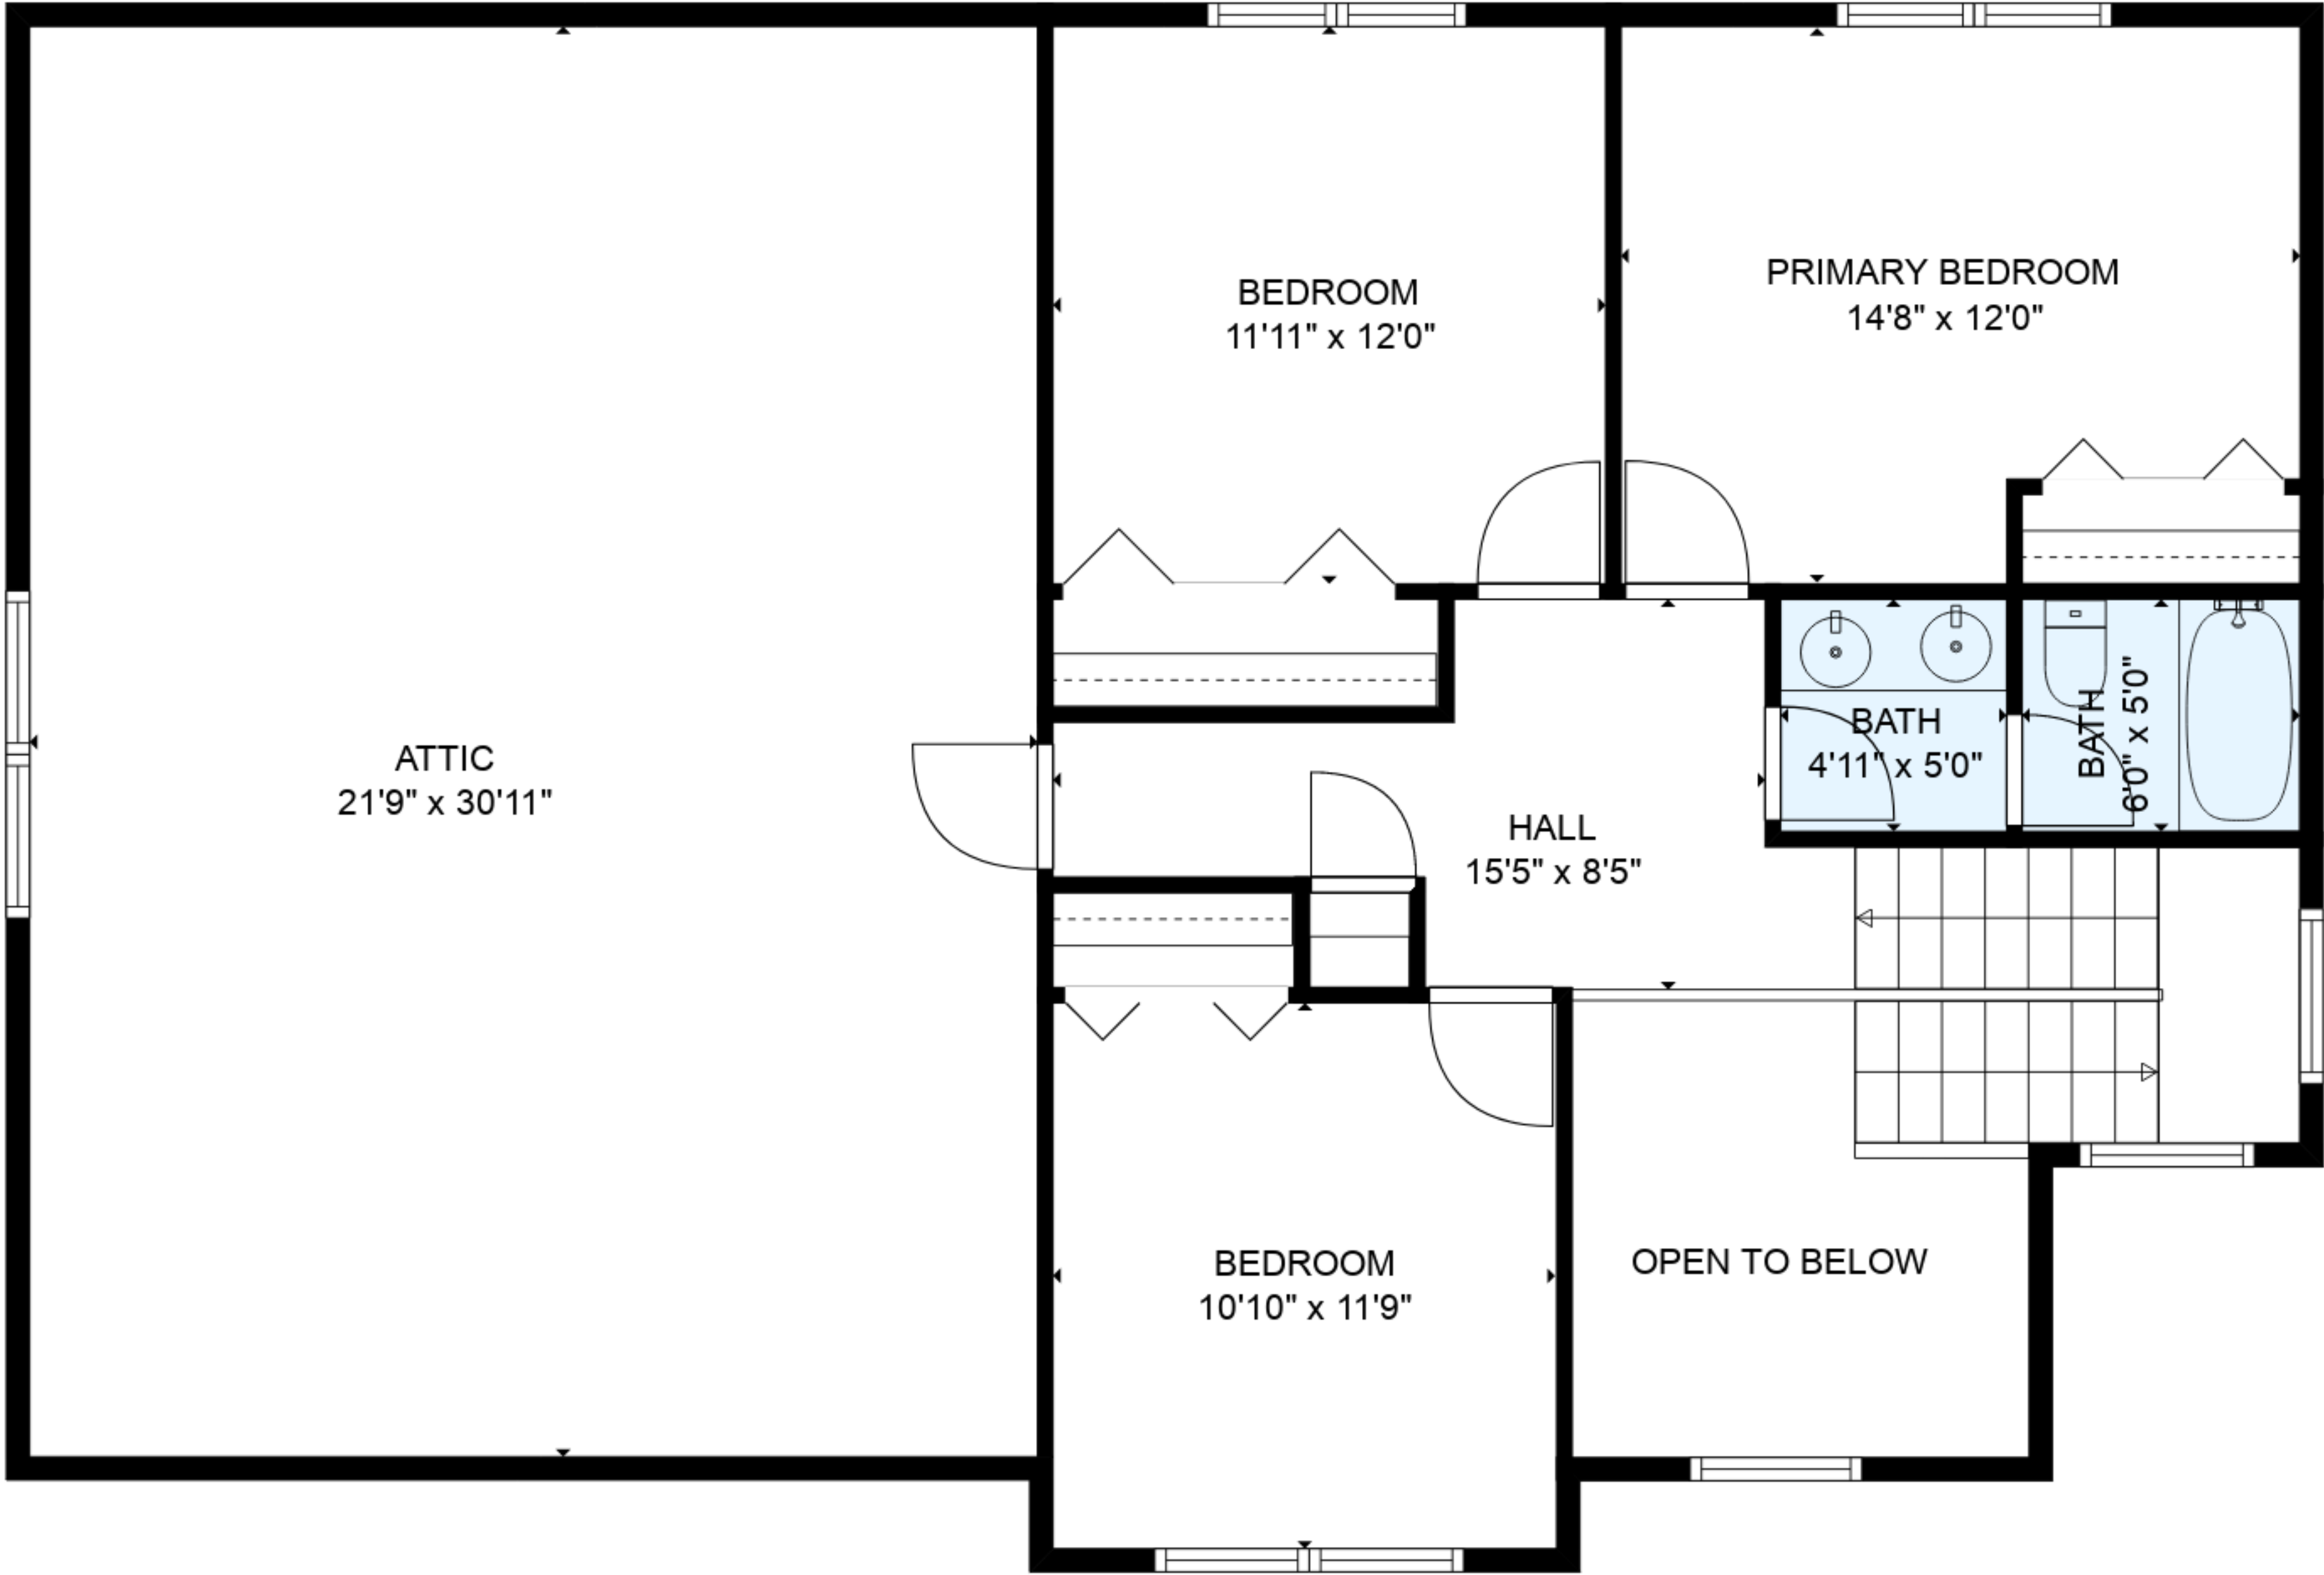 BEDROOM
11'11" x 12'0"
PRIMARY BEDROOM
14'8" x 12'0"
ATTIC
21'9" x 30'11"
HALL
15'5" x 8'5"
BATH
4'11" x 5'0"
BATH
6'0" x 5'0"
BEDROOM
10'10" x 11'9"
OPEN TO BELOW